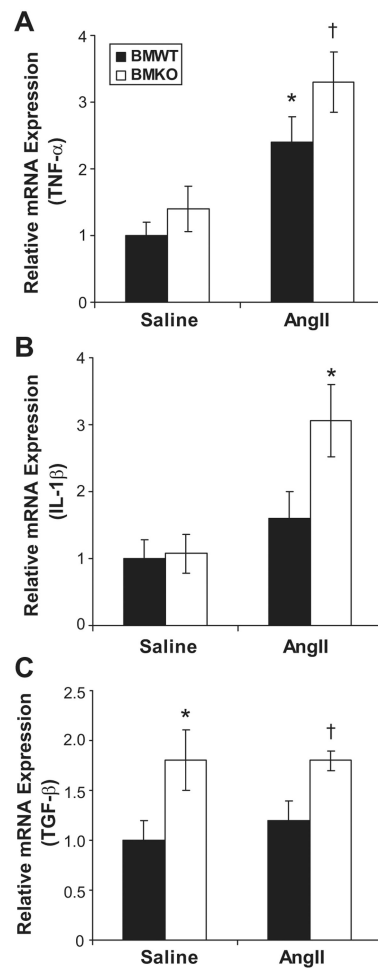 A
BMWT
BMKO
Relative mRNA Expression
(TNF-α)
4
3
2
1
0
*
†
Saline
AngII
B
Relative mRNA Expression
(IL-1β)
4
3
2
1
0
*
Saline
AngII
C
Relative mRNA Expression
(TGF-β)
2.5
2.0
1.5
1.0
0.5
0
*
†
Saline
AngII